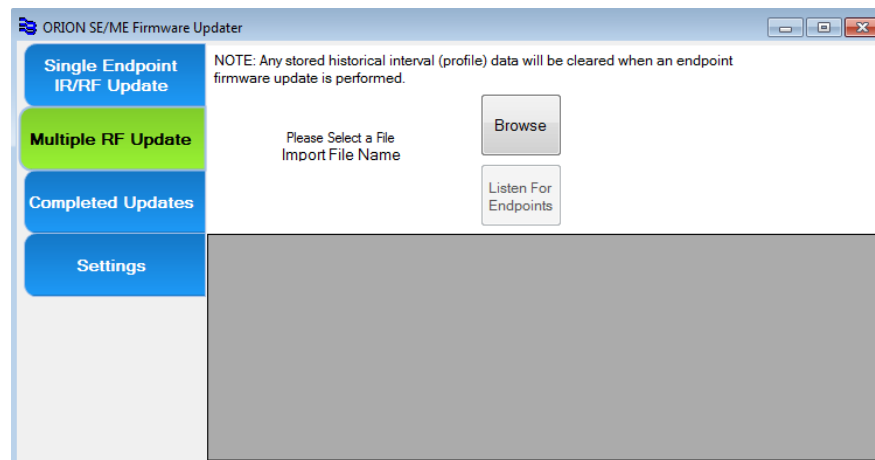 ORION SE/ME Firmware Updater
Single Endpoint
IR/RF Update
Multiple RF Update
Completed Updates
Settings
NOTE: Any stored historical interval (profile) data will be cleared when an endpoint
firmware update is performed.
Please Select a File
Import File Name
Browse
Listen For
Endpoints